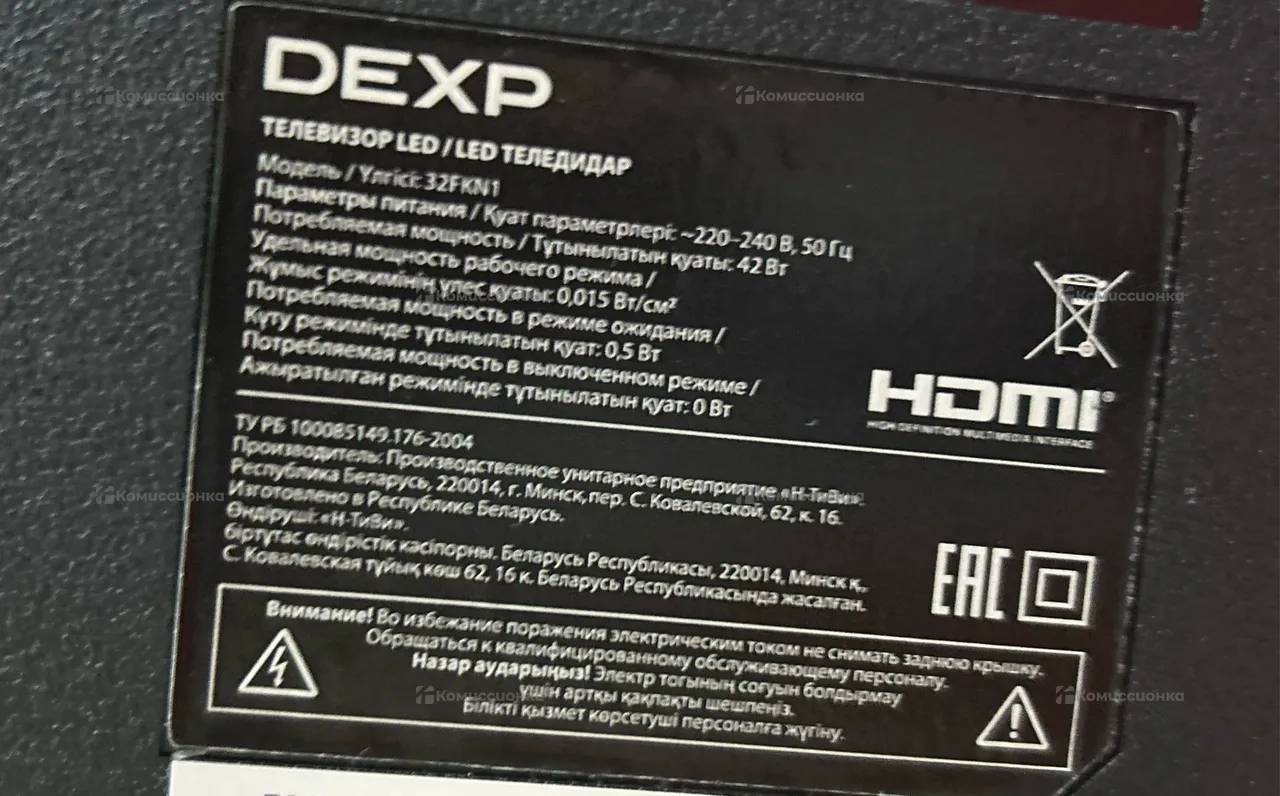 DEXP
ТЕЛЕВИЗОР LED / LED ТЕЛЕДИДАР
Модель / Үлгісі: 32FKN1
Параметры питания / Қуат параметрлері: ~220-240 В, 50 Гц
Потребляемая мощность / Тұтынылатын қуаты: 42 Вт
Удельная мощность рабочего режима /
Жұмыс режимінің үлес қуаты: 0,015 Вт/см²
Потребляемая мощность в режиме ожидания /
Күту режимінде тұтынылатын қуат: 0,5 Вт
Потребляемая мощность в выключенном режиме /
Ажыратылған режимінде тұтынылатын қуат: 0 Вт
HDMI®
HIGH DEFINITION MULTIMEDIA INTERFACE
ТУ РБ 100085149.176-2004
Производитель: Производственное унитарное предприятие «Н-ТиВи».
Республика Беларусь, 220014, г. Минск, пер. С. Ковалевской, 62, к. 16.
Изготовлено в Республике Беларусь.
Өндіруші: «Н-ТиВи».
біртұтас өндірістік кәсіпорны. Беларусь Республикасы, 220014, Минск қ.,
С. Ковалевская тұйық көш 62, 16 к. Беларусь Республикасында жасалған.
EAC
Внимание! Во избежание поражения электрическим током не снимать заднюю крышку.
Обращаться к квалифицированному обслуживающему персоналу.
Назар аударыңыз! Электр тогының соғуын болдырмау
үшін артқы қақпақты шешпеңіз.
Білікті қызмет көрсетуші персоналға жүгіну.
Комиссионка
Комиссионка
Комиссионка
Комиссионка
Комиссионка
Комиссионка
Комиссионка
Комиссионка